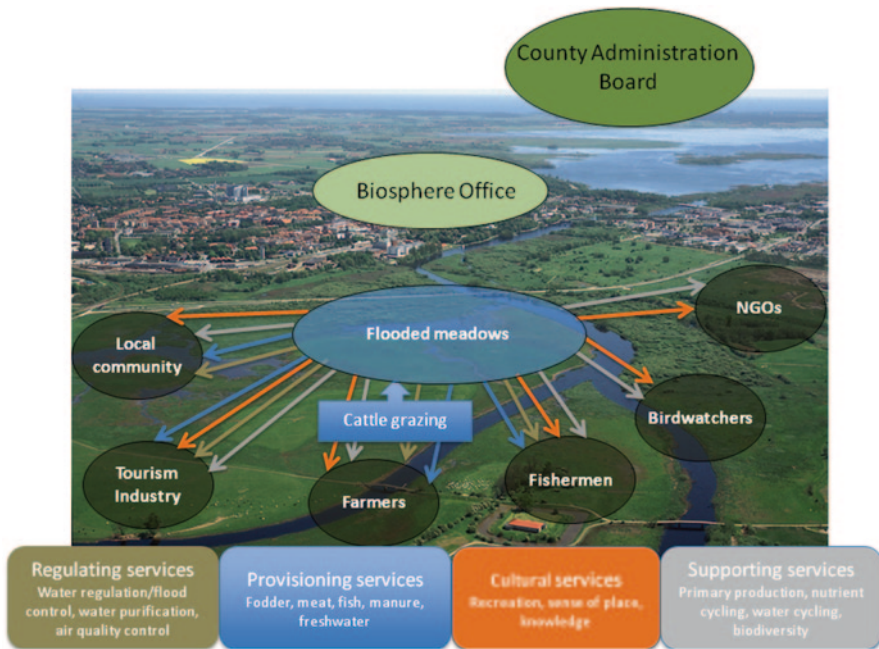 County Administration
Board
Biosphere Office
Flooded meadows
NGOs
Local
community
Cattle grazing
Birdwatchers
Tourism
Industry
Farmers
Fishermen
Regulating services
Water regulation/flood
control, water purification,
air quality control
Provisioning services
Fodder, meat, fish, manure,
freshwater
Cultural services
Recreation, sense of place,
knowledge
Supporting services
Primary production, nutrient
cycling, water cycling,
biodiversity